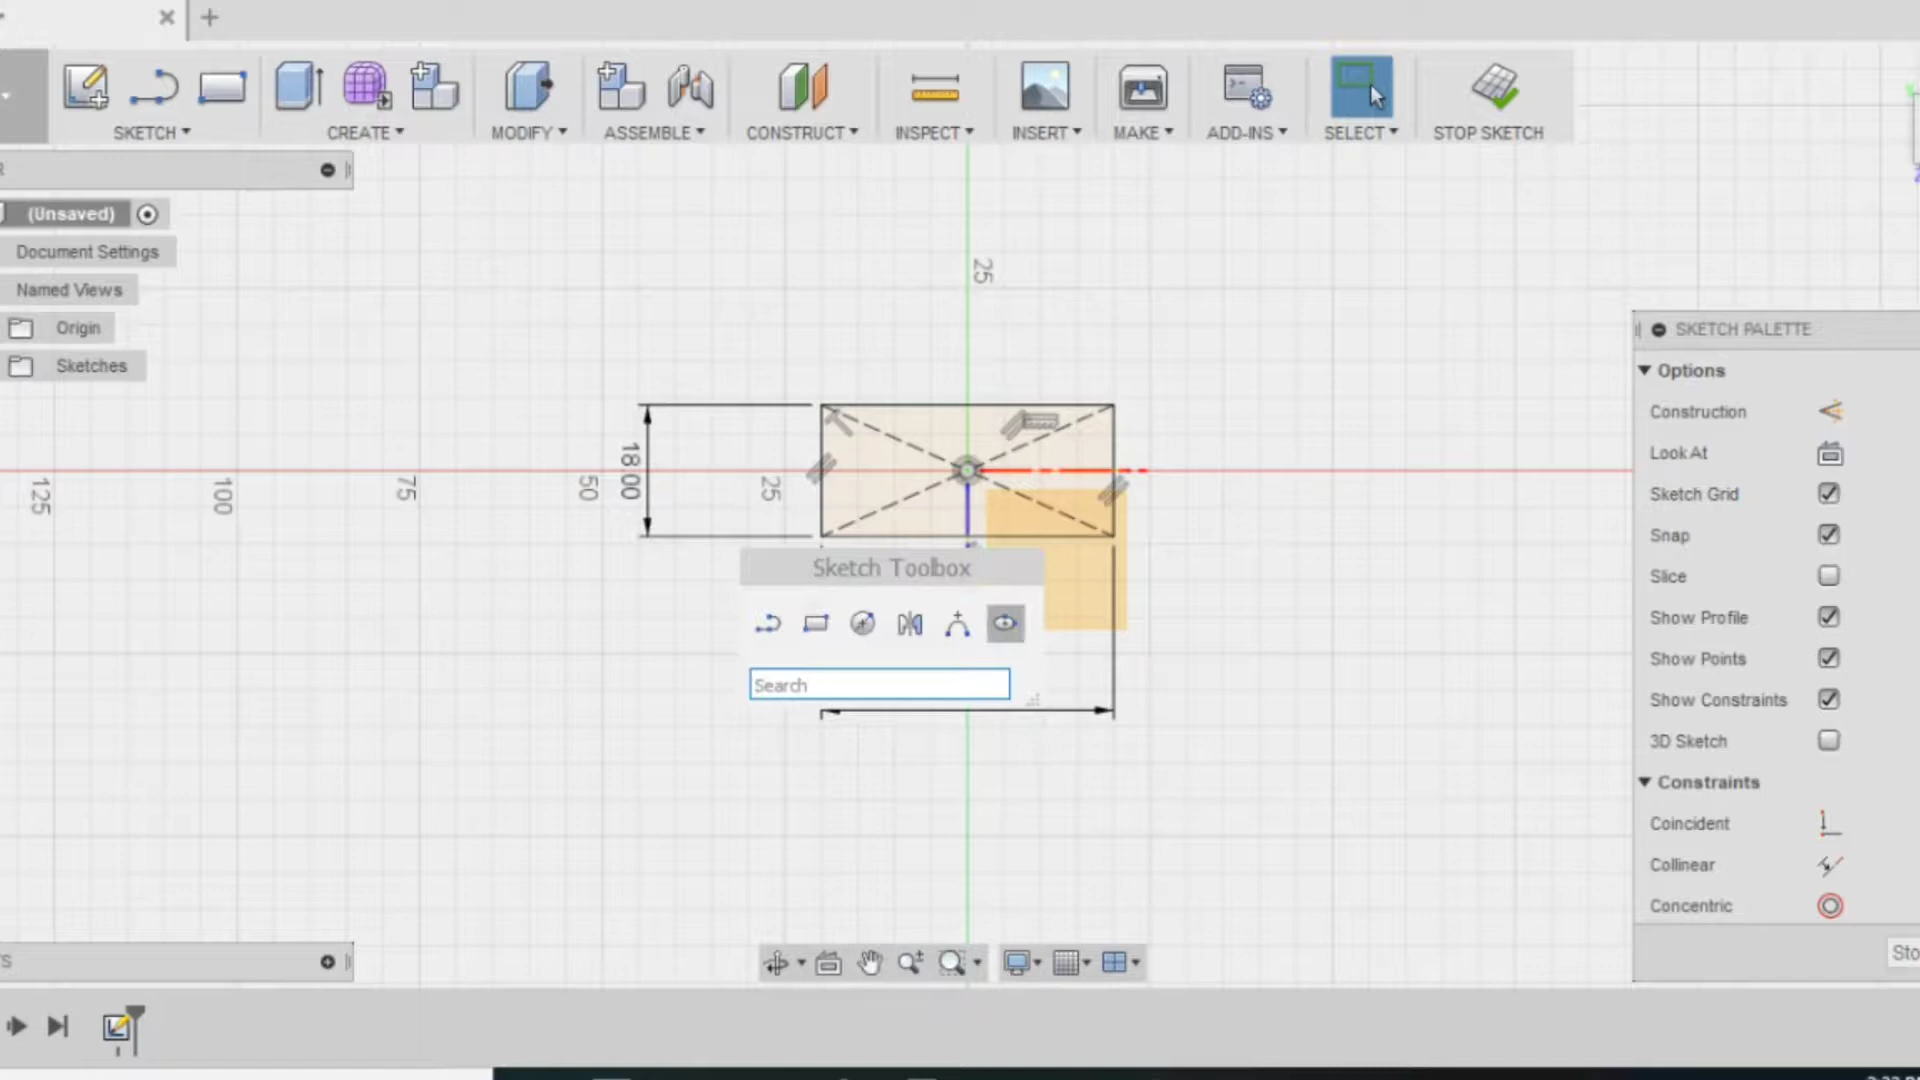 SKETCH CREATE MODIFY ASSEMBLE CONSTRUCT INSPECT INSERT MAKE ADD-INS SELECT STOP SKETCH
(Unsaved)
Document Settings
Named Views
Origin
Sketches
25
125 100 75 50 25
18.00
Sketch Toolbox
Search
SKETCH PALETTE
Options
Construction
Look At
Sketch Grid
Snap
Slice
Show Profile
Show Points
Show Constraints
3D Sketch
Constraints
Coincident
Collinear
Concentric